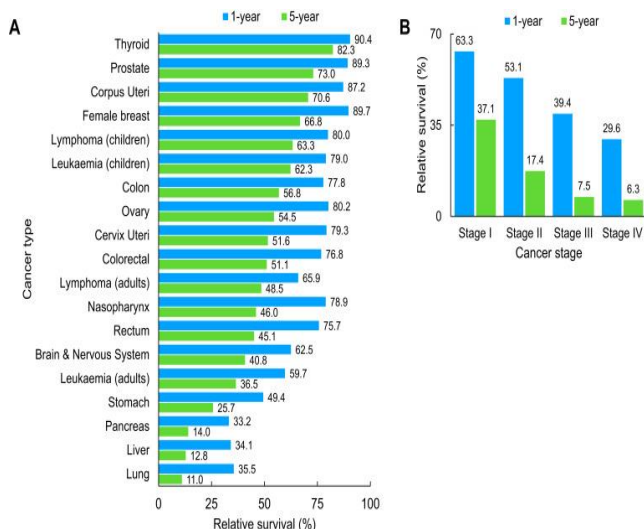 A
1-year 5-year
Thyroid 90.4 82.3
Prostate 89.3 73.0
Corpus Uteri 87.2 70.6
Female breast 89.7 66.8
Lymphoma (children) 80.0 63.3
Leukaemia (children) 79.0 62.3
Colon 77.8 56.8
Ovary 80.2 54.5
Cervix Uteri 79.3 51.6
Colorectal 76.8 51.1
Lymphoma (adults) 65.9 48.5
Nasopharynx 78.9 46.0
Rectum 75.7 45.1
Brain & Nervous System 62.5 40.8
Leukaemia (adults) 59.7 36.5
Stomach 49.4 25.7
Pancreas 33.2 14.0
Liver 34.1 12.8
Lung 35.5 11.0
Cancer type
0 25 50 75 100
Relative survival (%)
B
1-year 5-year
Relative survival (%)
70
35
0
63.3 37.1 53.1 17.4 39.4 7.5 29.6 6.3
Stage I Stage II Stage III Stage IV
Cancer stage